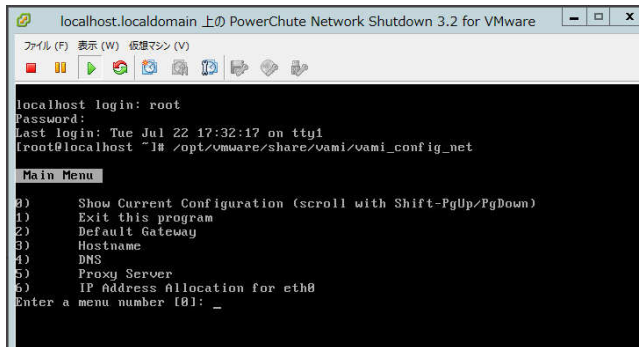 localhost.localdomain 上の PowerChute Network Shutdown 3.2 for VMware
ファイル (F) 表示 (W) 仮想マシン (V)
localhost login: root
Password:
Last login: Tue Jul 22 17:32:17 on tty1
[root@localhost ~]# /opt/vmware/share/vami/vami_config_net
Main Menu
0) Show Current Configuration (scroll with Shift-PgUp/PgDown)
1) Exit this program
2) Default Gateway
3) Hostname
4) DNS
5) Proxy Server
6) IP Address Allocation for eth0
Enter a menu number [0]: _